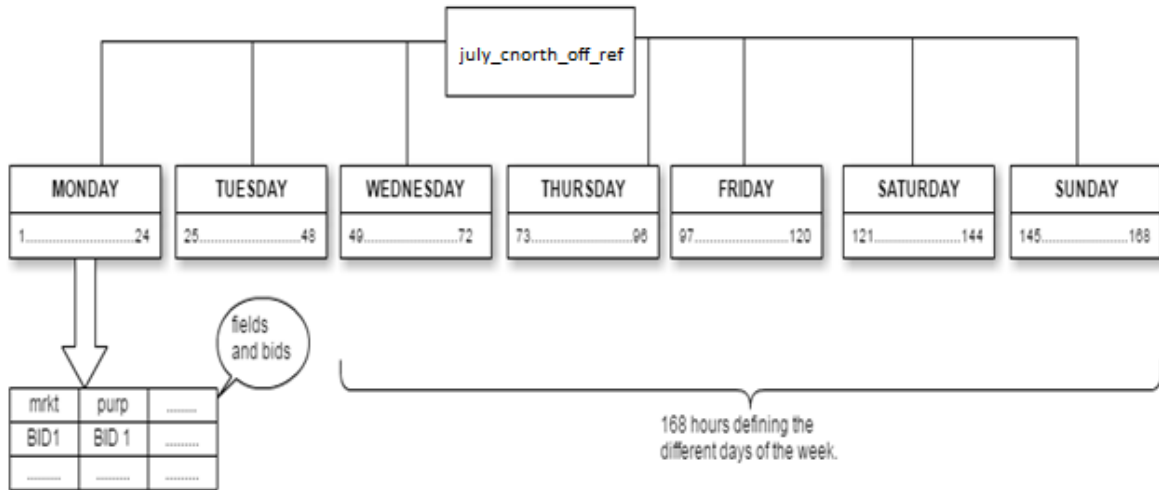 july_cnorth_off_ref
MONDAY TUESDAY WEDNESDAY THURSDAY FRIDAY SATURDAY SUNDAY
1............................24 25............................48 49......................72 73.......................96 97.......................120 121.....................144 145.....................168
fields
and bids
mrkt purp ........
BID1 BID 1 .........
......... ......... .........
168 hours defining the
different days of the week.